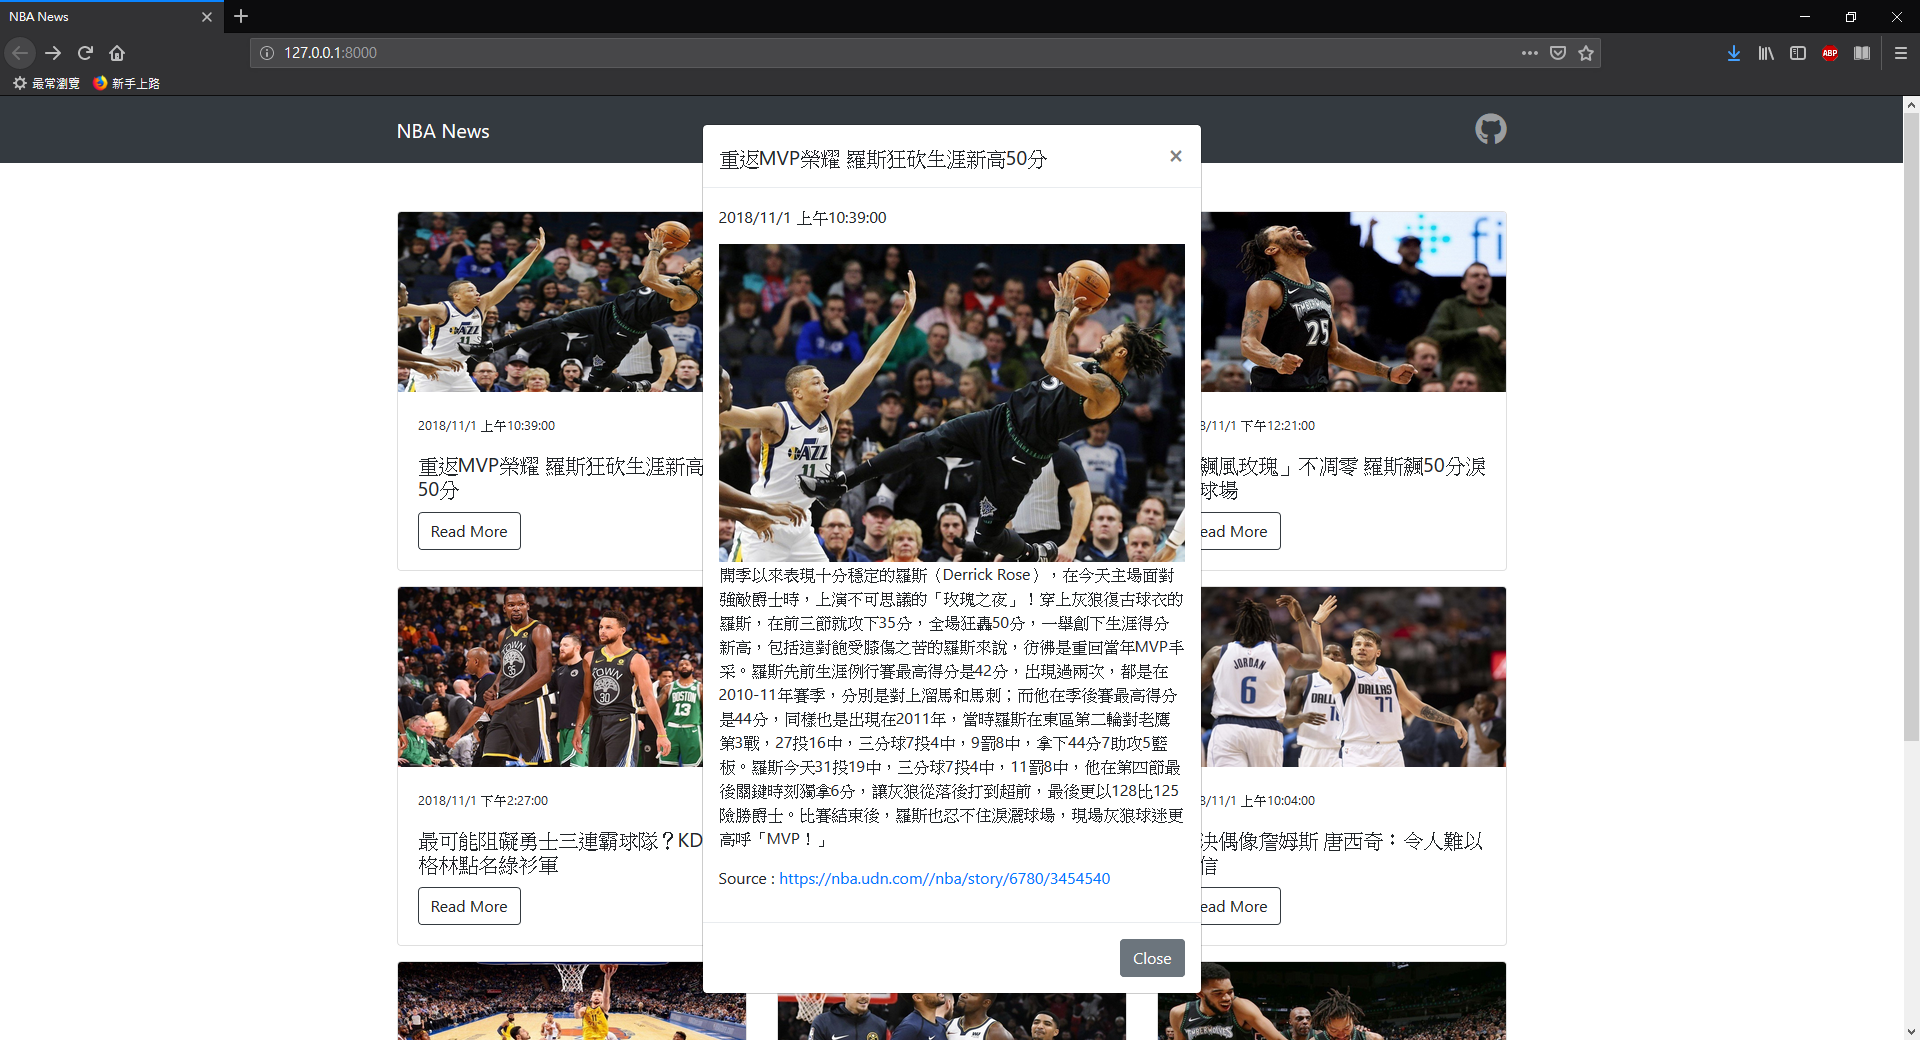 NBA News
127.0.0.1:8000
最常瀏覽
新手上路
NBA News
重返MVP榮耀 羅斯狂砍生涯新高50分
×
2018/11/1 上午10:39:00
開季以來表現十分穩定的羅斯（Derrick Rose），在今天主場面對
強敵爵士時，上演不可思議的「玫瑰之夜」！穿上灰狼復古球衣的
羅斯，在前三節就攻下35分，全場狂轟50分，一舉創下生涯得分
新高，包括這對飽受膝傷之苦的羅斯來說，彷彿是重回當年MVP丰
采。羅斯先前生涯例行賽最高得分是42分，出現過兩次，都是在
2010-11年賽季，分別是對上溜馬和馬刺；而他在季後賽最高得分
是44分，同樣也是出現在2011年，當時羅斯在東區第二輪對老鷹
第3戰，27投16中，三分球7投4中，9罰8中，拿下44分7助攻5籃
板。羅斯今天31投19中，三分球7投4中，11罰8中，他在第四節最
後關鍵時刻獨拿6分，讓灰狼從落後打到超前，最後更以128比125
險勝爵士。比賽結束後，羅斯也忍不住淚灑球場，現場灰狼球迷更
高呼「MVP！」
Source : https://nba.udn.com//nba/story/6780/3454540
Close
2018/11/1 上午10:39:00
重返MVP榮耀 羅斯狂砍生涯新高
50分
Read More
8/11/1 下午12:21:00
飆風玫瑰」不凋零 羅斯飆50分淚
球場
ead More
2018/11/1 下午2:27:00
最可能阻礙勇士三連霸球隊？KD
格林點名綠衫軍
Read More
8/11/1 上午10:04:00
決偶像詹姆斯 唐西奇：令人難以
信
ead More
JAZZ
11
fi
TIMBERWOLVES
25
TOWN
35
TOWN
30
BOSTON
13
JORDAN
6
DALLAS
77
ABP